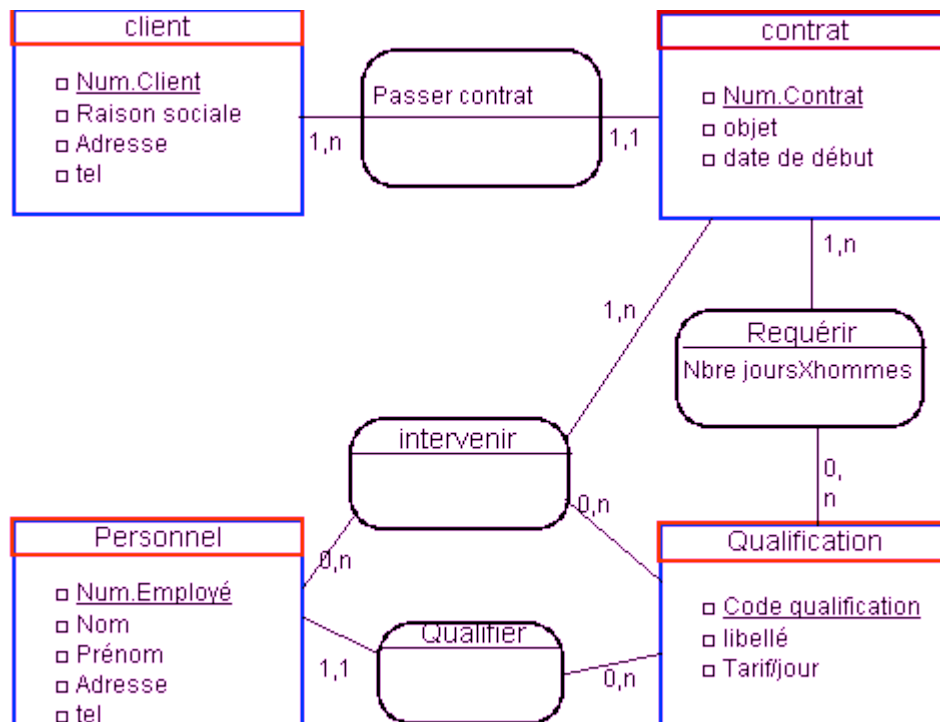 client
Num.Client
Raison sociale
Adresse
tel
1,n
Passer contrat
1,1
contrat
Num.Contrat
objet
date de début
1,n
1,n
Requérir
Nbre joursXhommes
0,
n
intervenir
0,n
0,n
Personnel
Num.Employé
Nom
Prénom
Adresse
tel
1,1
Qualifier
0,n
Qualification
Code qualification
libellé
Tarif/jour